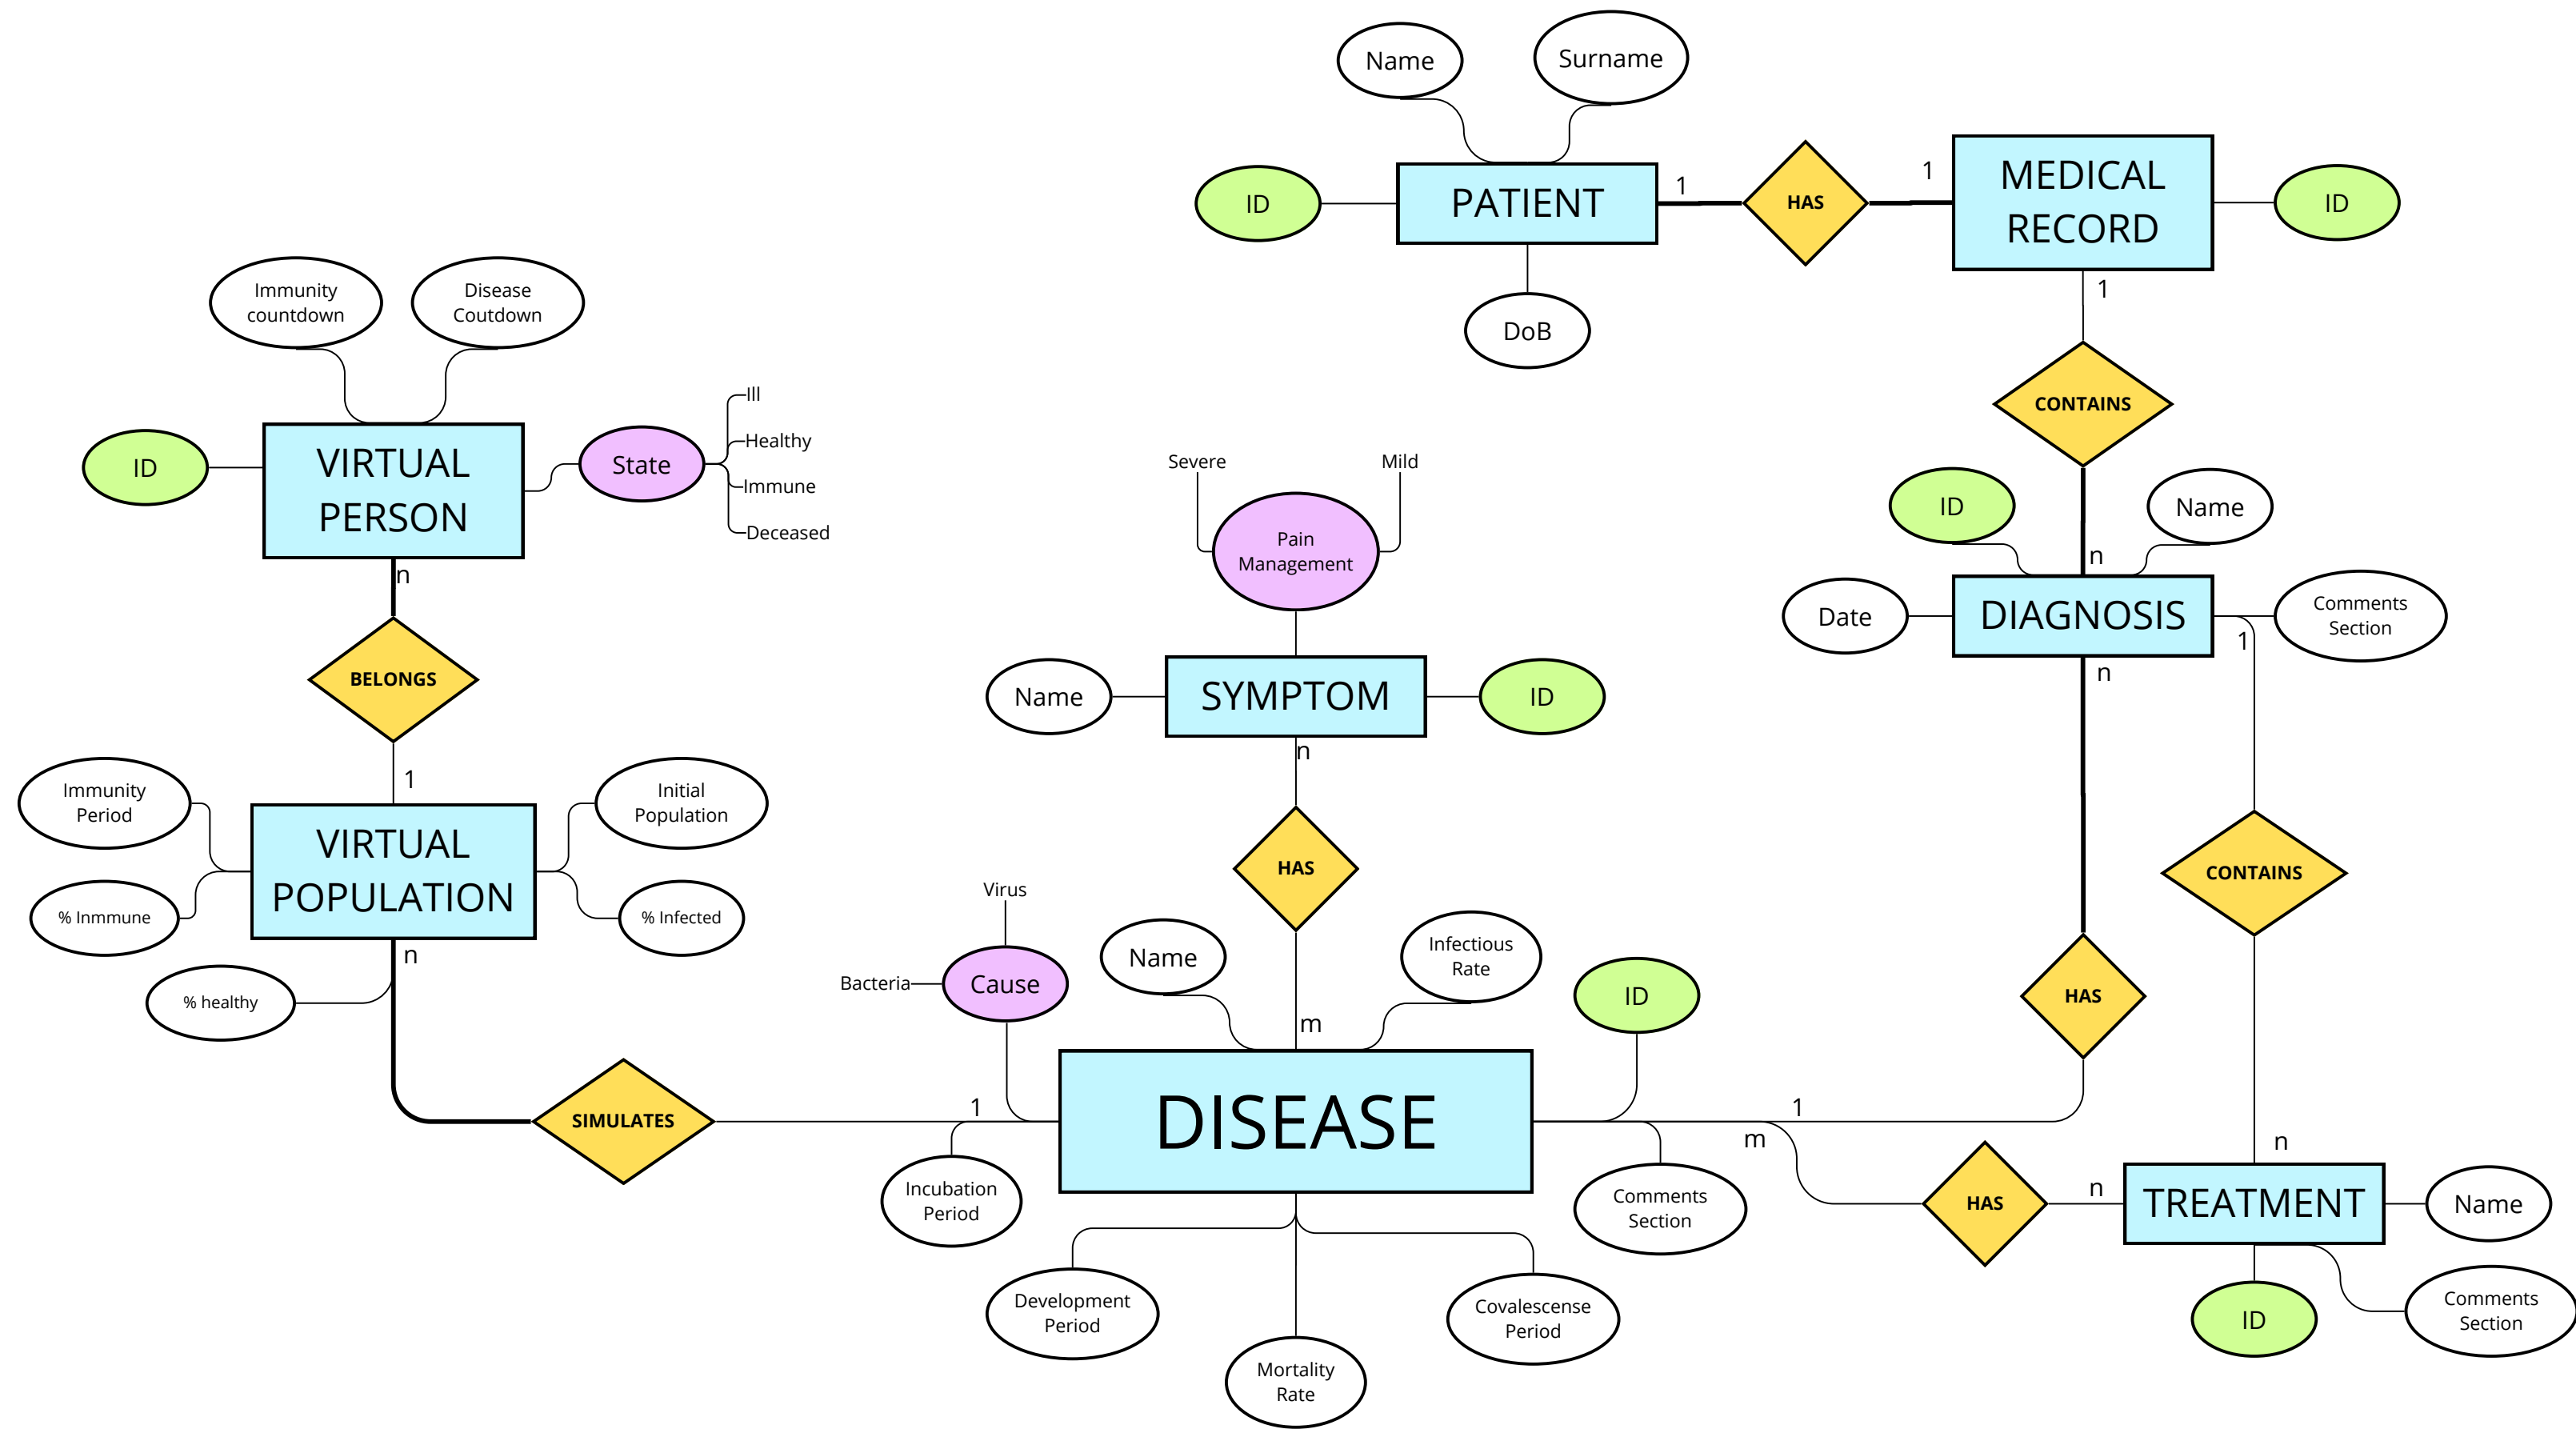 Name
Surname
ID
PATIENT
1
HAS
1
MEDICAL
RECORD
ID
DoB
1
CONTAINS
Immunity
countdown
Disease
Coutdown
ID
VIRTUAL
PERSON
State
Ill
Healthy
Immune
Deceased
n
BELONGS
1
Immunity
Period
Initial
Population
VIRTUAL
POPULATION
% Inmmune
% Infected
n
% healthy
SIMULATES
1
Severe
Mild
Pain
Management
Name
SYMPTOM
ID
n
HAS
m
Virus
Bacteria
Cause
Name
Infectious
Rate
ID
DISEASE
Incubation
Period
Development
Period
Mortality
Rate
Covalescense
Period
Comments
Section
ID
Name
n
Date
DIAGNOSIS
Comments
Section
1
n
CONTAINS
HAS
1
m
n
HAS
n
TREATMENT
Name
ID
Comments
Section